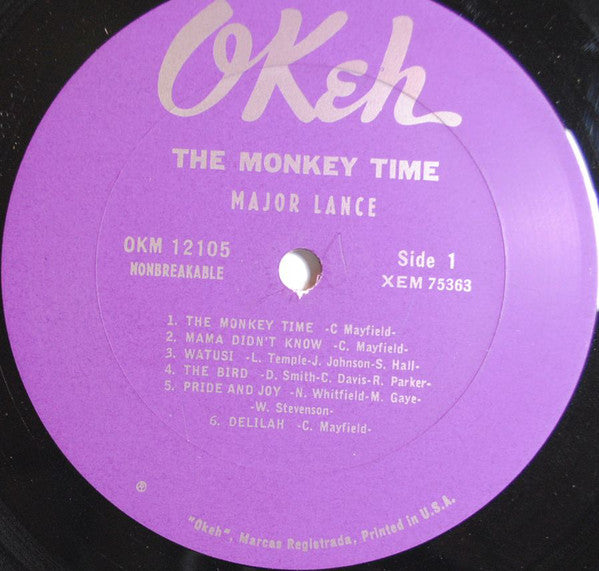 OKeh
THE MONKEY TIME
MAJOR LANCE
OKM 12105
NONBREAKABLE
Side 1
XEM 75363
1. THE MONKEY TIME -C Mayfield-
2. MAMA DIDN'T KNOW -C. Mayfield-
3. WATUSI -L. Temple-J. Johnson-S. Hall-
4. THE BIRD -D. Smith-C. Davis-R. Parker-
5. PRIDE AND JOY -N. Whitfield-M. Gaye-
-W. Stevenson-
6. DELILAH -C. Mayfield-
℗
"Okeh", Marcas Registrada, Printed in U.S.A.